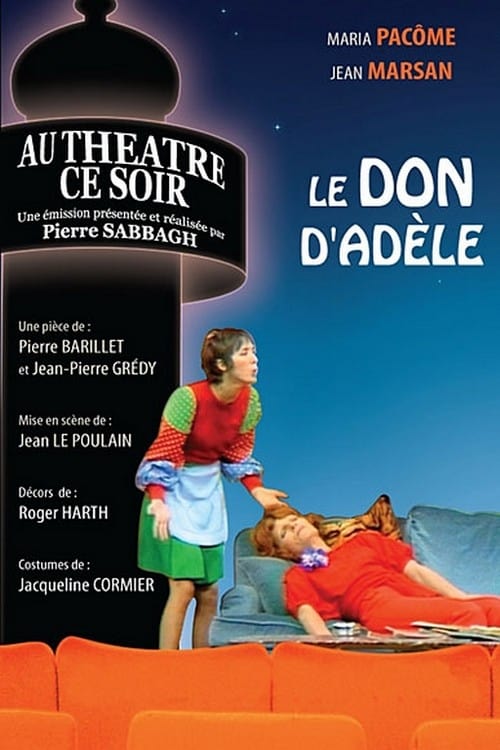 MARIA PACÔME
JEAN MARSAN
AU THEATRE
CE SOIR
Une émission présentée et réalisée par
Pierre SABBAGH
LE DON
D'ADÈLE
Une pièce de :
Pierre BARILLET
et Jean-Pierre GRÉDY
Mise en scène de :
Jean LE POULAIN
Décors de :
Roger HARTH
Costumes de :
Jacqueline CORMIER